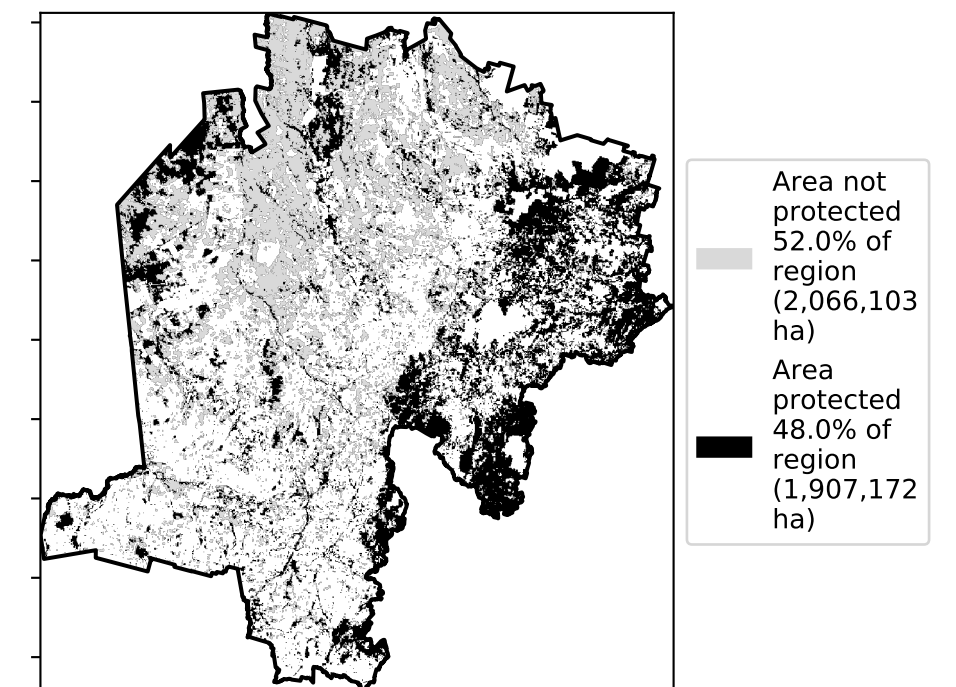 Area not
protected
52.0% of
region
(2,066,103
ha)
Area
protected
48.0% of
region
(1,907,172
ha)